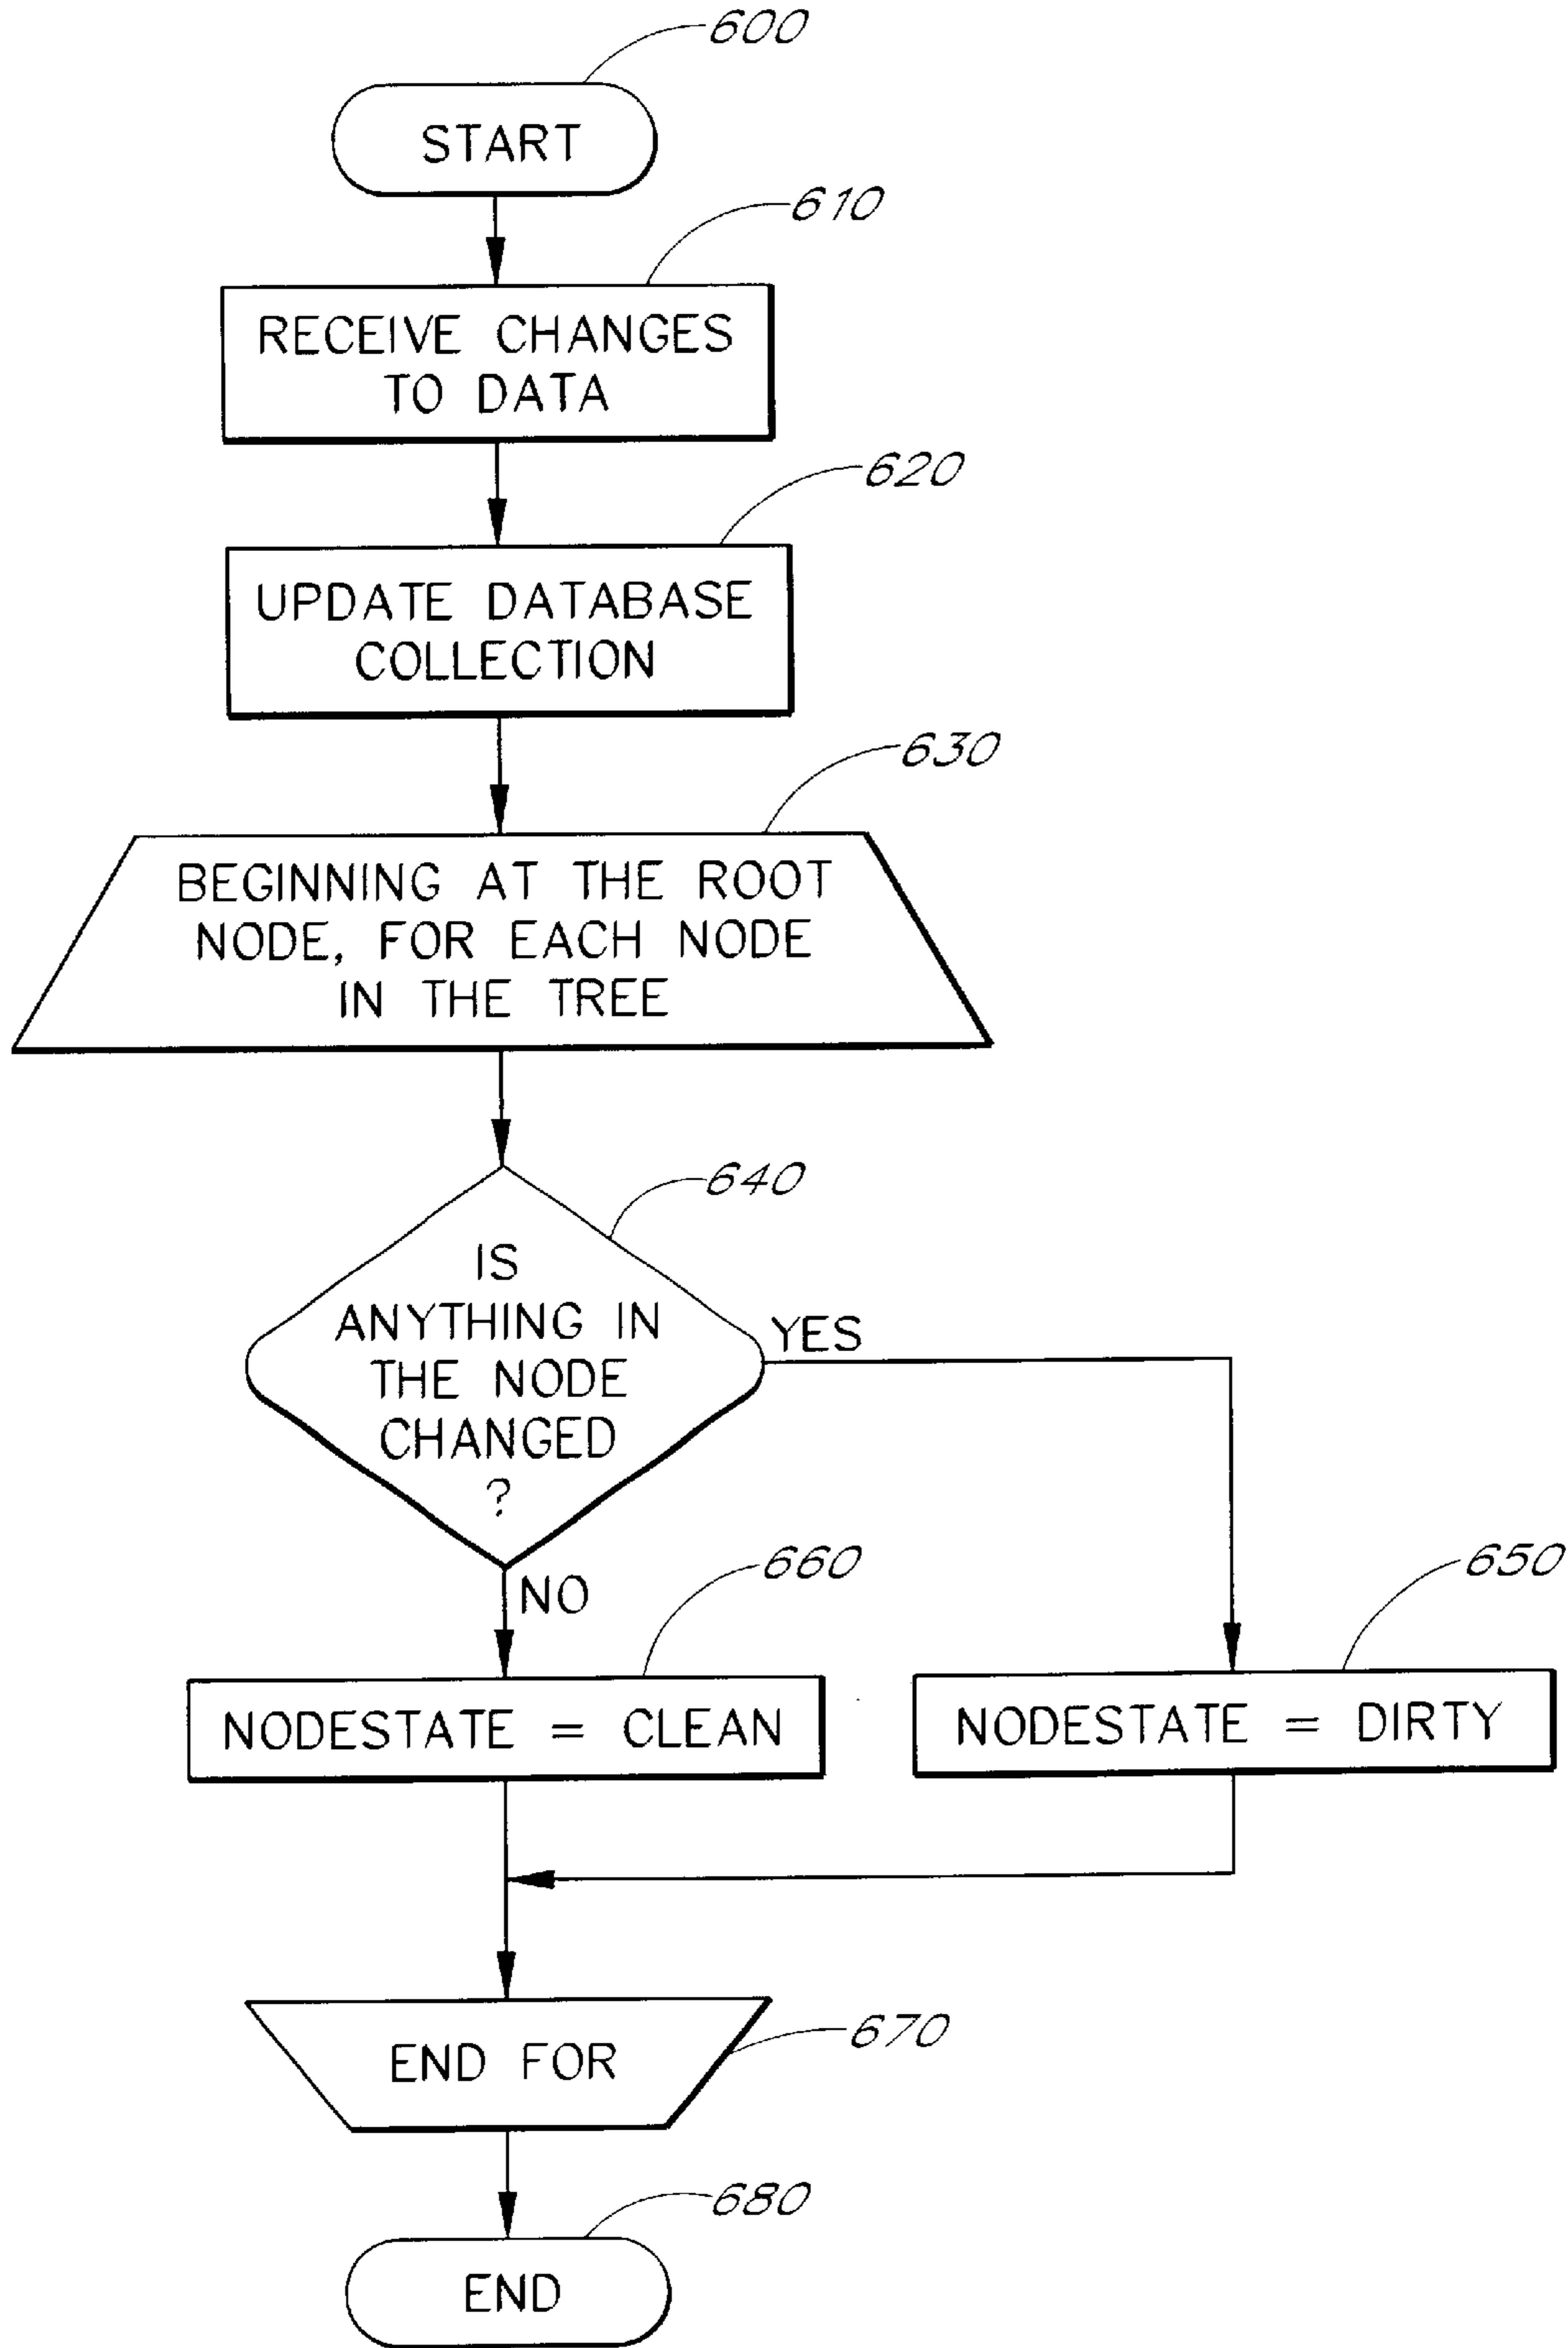 600
START
610
RECEIVE CHANGES
TO DATA
620
UPDATE DATABASE
COLLECTION
630
BEGINNING AT THE ROOT
NODE, FOR EACH NODE
IN THE TREE
640
IS
ANYTHING IN
THE NODE
CHANGED
?
YES
NO
660
NODESTATE = CLEAN
650
NODESTATE = DIRTY
END FOR
670
680
END